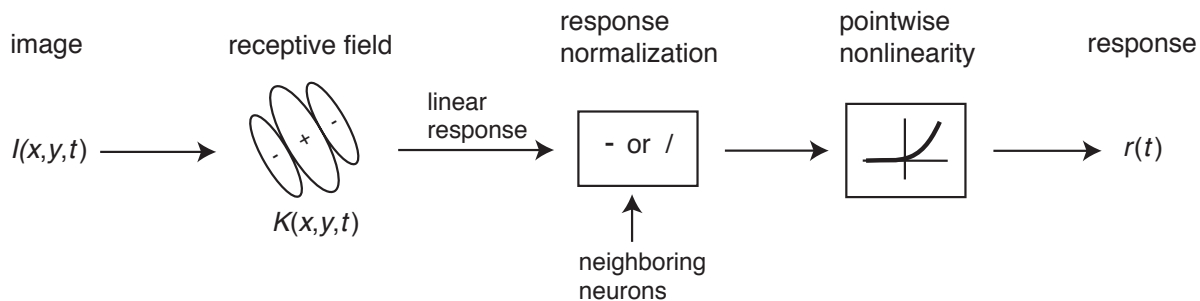 image
receptive field
response
normalization
pointwise
nonlinearity
response
I(x,y,t)
- + -
K(x,y,t)
linear
response
- or /
r(t)
neighboring
neurons